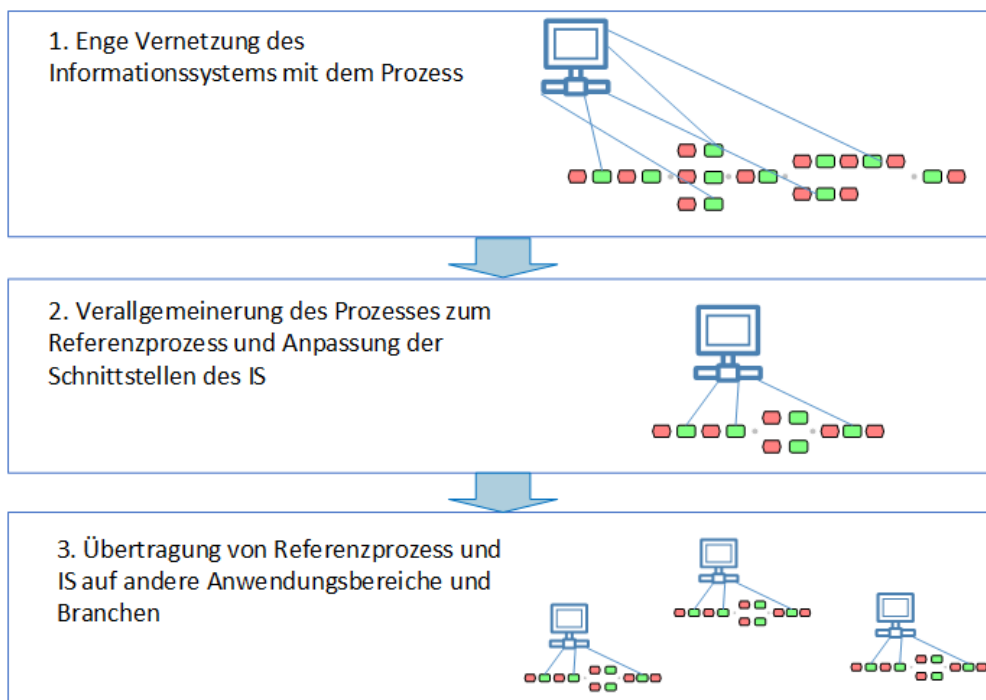 1. Enge Vernetzung des
Informationssystems mit dem Prozess
2. Verallgemeinerung des Prozesses zum
Referenzprozess und Anpassung der
Schnittstellen des IS
3. Übertragung von Referenzprozess und
IS auf andere Anwendungsbereiche und
Branchen